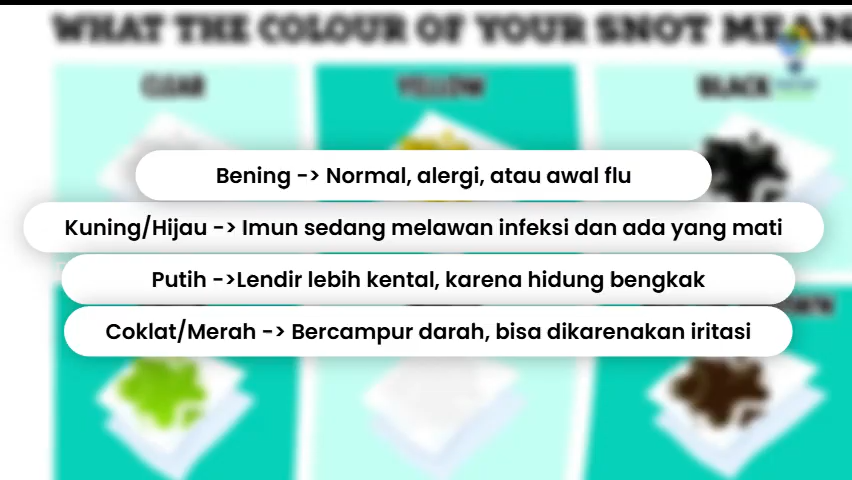 WHAT THE COLOUR OF YOUR SNOT MEAN
CLEAR
YELLOW
BLACK
Bening -> Normal, alergi, atau awal flu
Kuning/Hijau -> Imun sedang melawan infeksi dan ada yang mati
Putih ->Lendir lebih kental, karena hidung bengkak
Coklat/Merah -> Bercampur darah, bisa dikarenakan iritasi